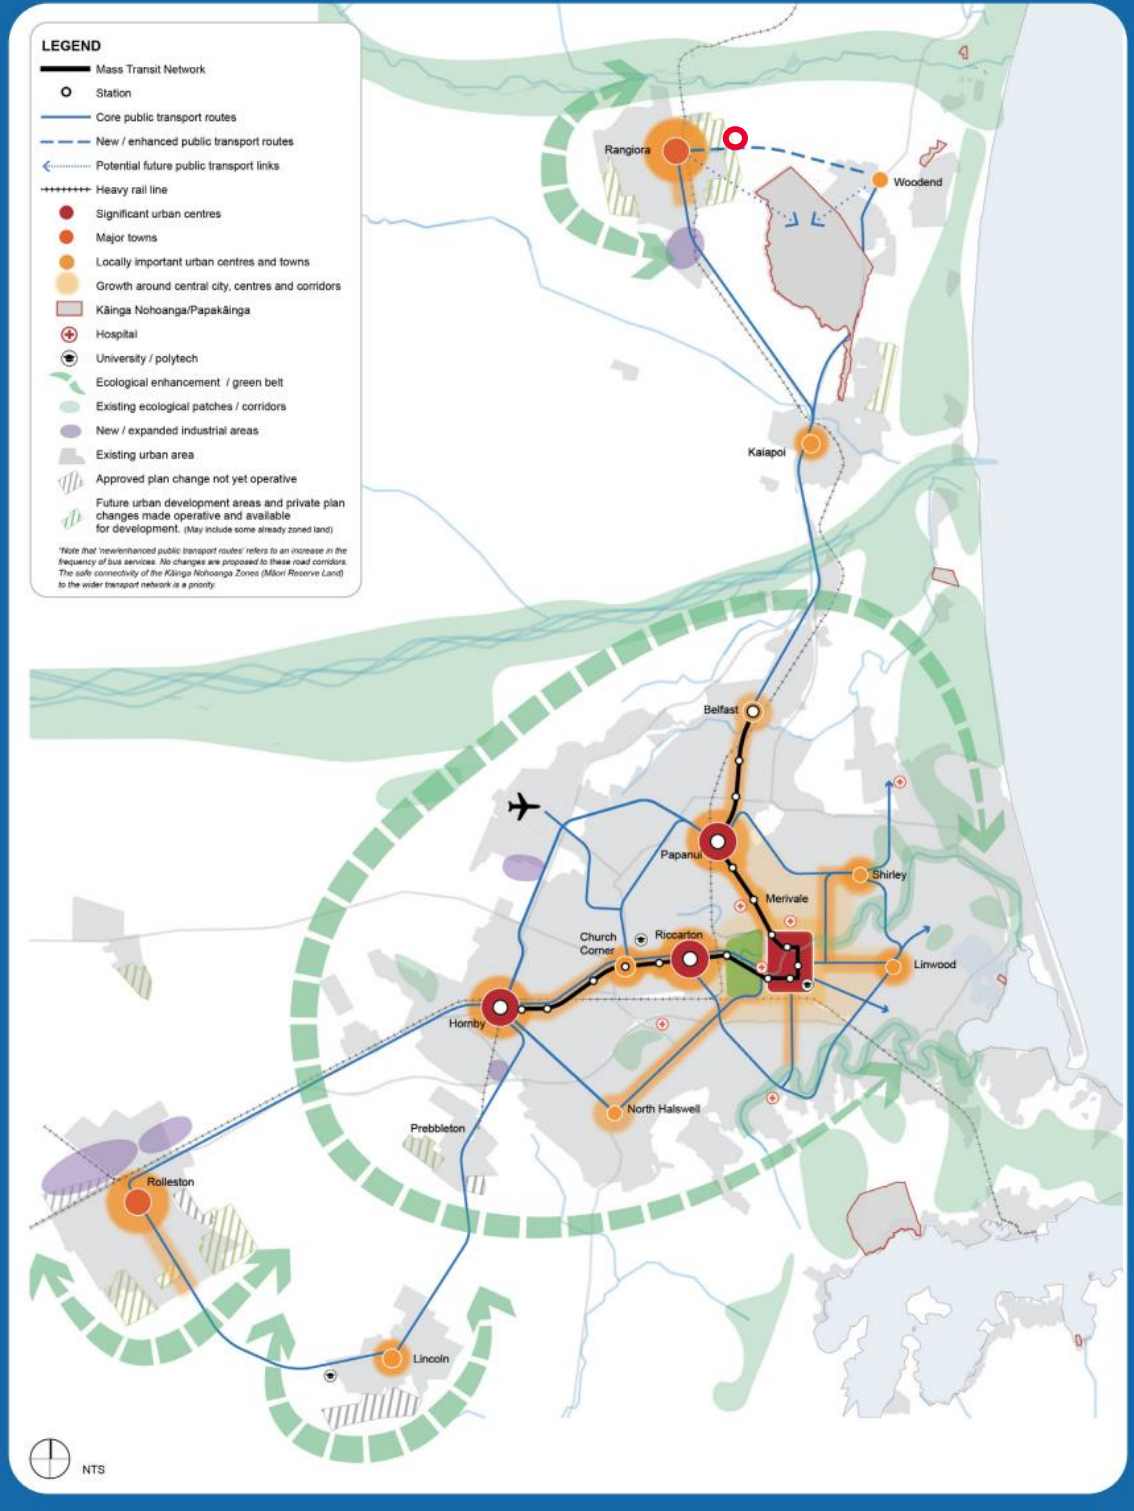 LEGEND
Mass Transit Network
Station
Core public transport routes
New / enhanced public transport routes
Potential future public transport links
Heavy rail line
Significant urban centres
Major towns
Locally important urban centres and towns
Growth around central city, centres and corridors
Kāinga Nohoanga/Papakāinga
Hospital
University / polytech
Ecological enhancement / green belt
Existing ecological patches / corridors
New / expanded industrial areas
Existing urban area
Approved plan change not yet operative
Future urban development areas and private plan
changes made operative and available
for development. (May include some already zoned land)
*Note that 'new/enhanced public transport routes' refers to an increase in the
frequency of bus services. No changes are proposed to these road corridors.
The safe connectivity of the Kāinga Nohoanga Zones (Māori Reserve Land)
to the wider transport network is a priority.
Rangiora
Woodend
Kaiapoi
Belfast
Papanui
Shirley
Merivale
Church
Corner
Riccarton
Linwood
Hornby
North Halswell
Prebbleton
Rolleston
Lincoln
NTS